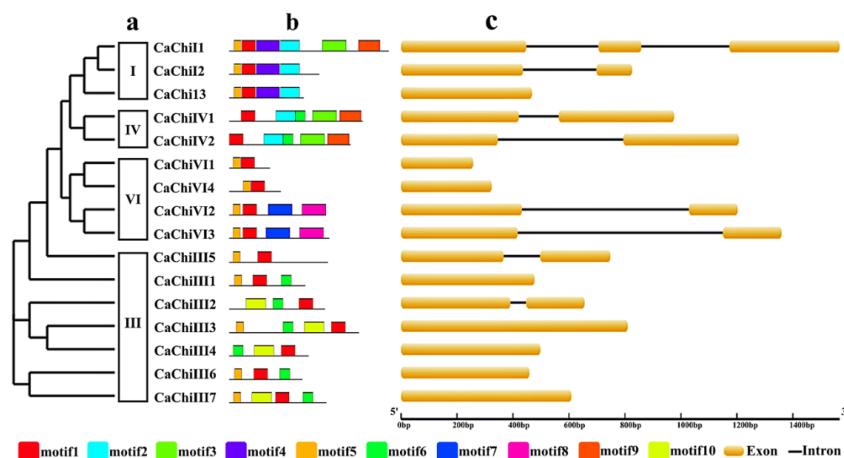 a b c
I
IV
VI
III
CaChiI1
CaChiI2
CaChi13
CaChiIV1
CaChiIV2
CaChiVI1
CaChiVI4
CaChiVI2
CaChiVI3
CaChiIII5
CaChiIII1
CaChiIII2
CaChiIII3
CaChiIII4
CaChiIII6
CaChiIII7
5' 3'
0bp 200bp 400bp 600bp 800bp 1000bp 1200bp 1400bp
motif1 motif2 motif3 motif4 motif5 motif6 motif7 motif8 motif9 motif10 Exon Intron